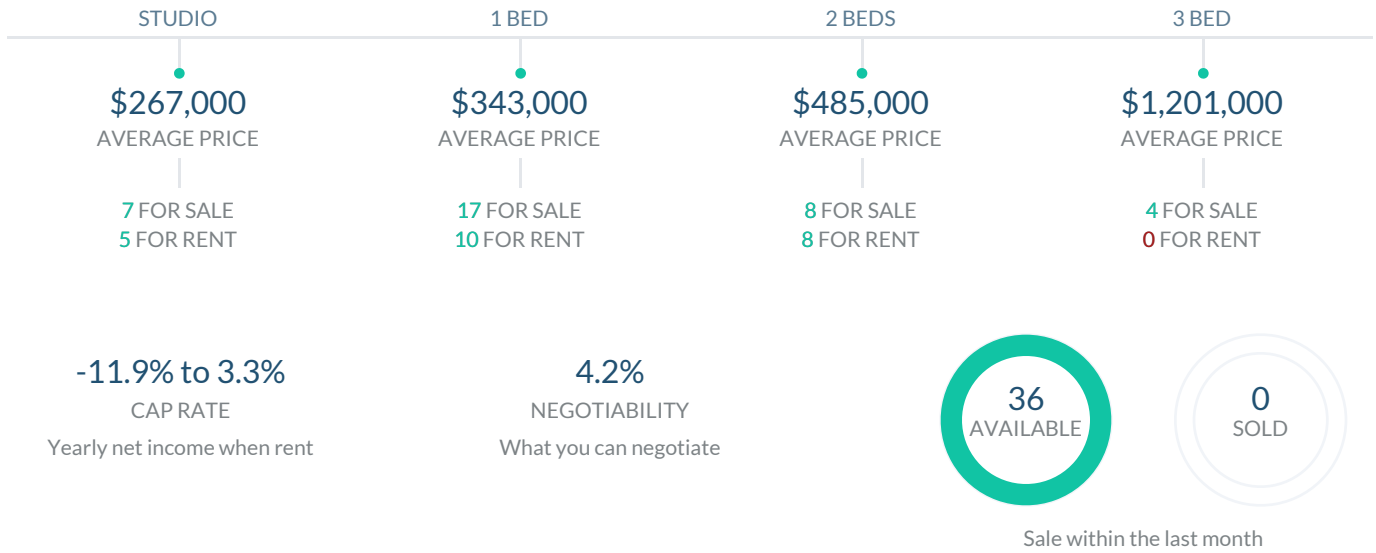 STUDIO
1 BED
2 BEDS
3 BED
$267,000
$343,000
$485,000
$1,201,000
AVERAGE PRICE
AVERAGE PRICE
AVERAGE PRICE
AVERAGE PRICE
7 FOR SALE
17 FOR SALE
8 FOR SALE
4 FOR SALE
5 FOR RENT
10 FOR RENT
8 FOR RENT
0 FOR RENT
-11.9% to 3.3%
CAP RATE
Yearly net income when rent
4.2%
NEGOTIABILITY
What you can negotiate
36
AVAILABLE
0
SOLD
Sale within the last month